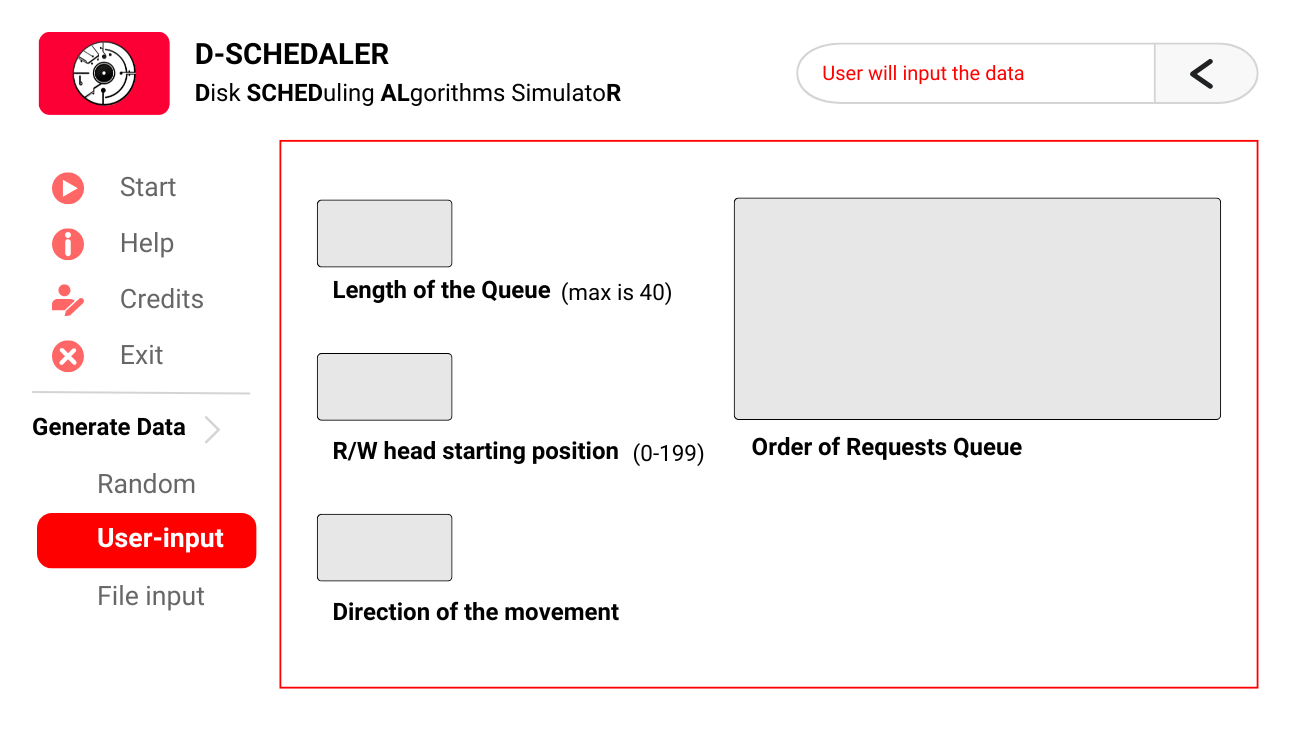 D-SCHEDALER
Disk SCHEDuling ALgorithms SimulatoR
User will input the data
Start
Help
Credits
Exit
Generate Data
Random
User-input
File input
Length of the Queue (max is 40)
R/W head starting position (0-199)
Direction of the movement
Order of Requests Queue